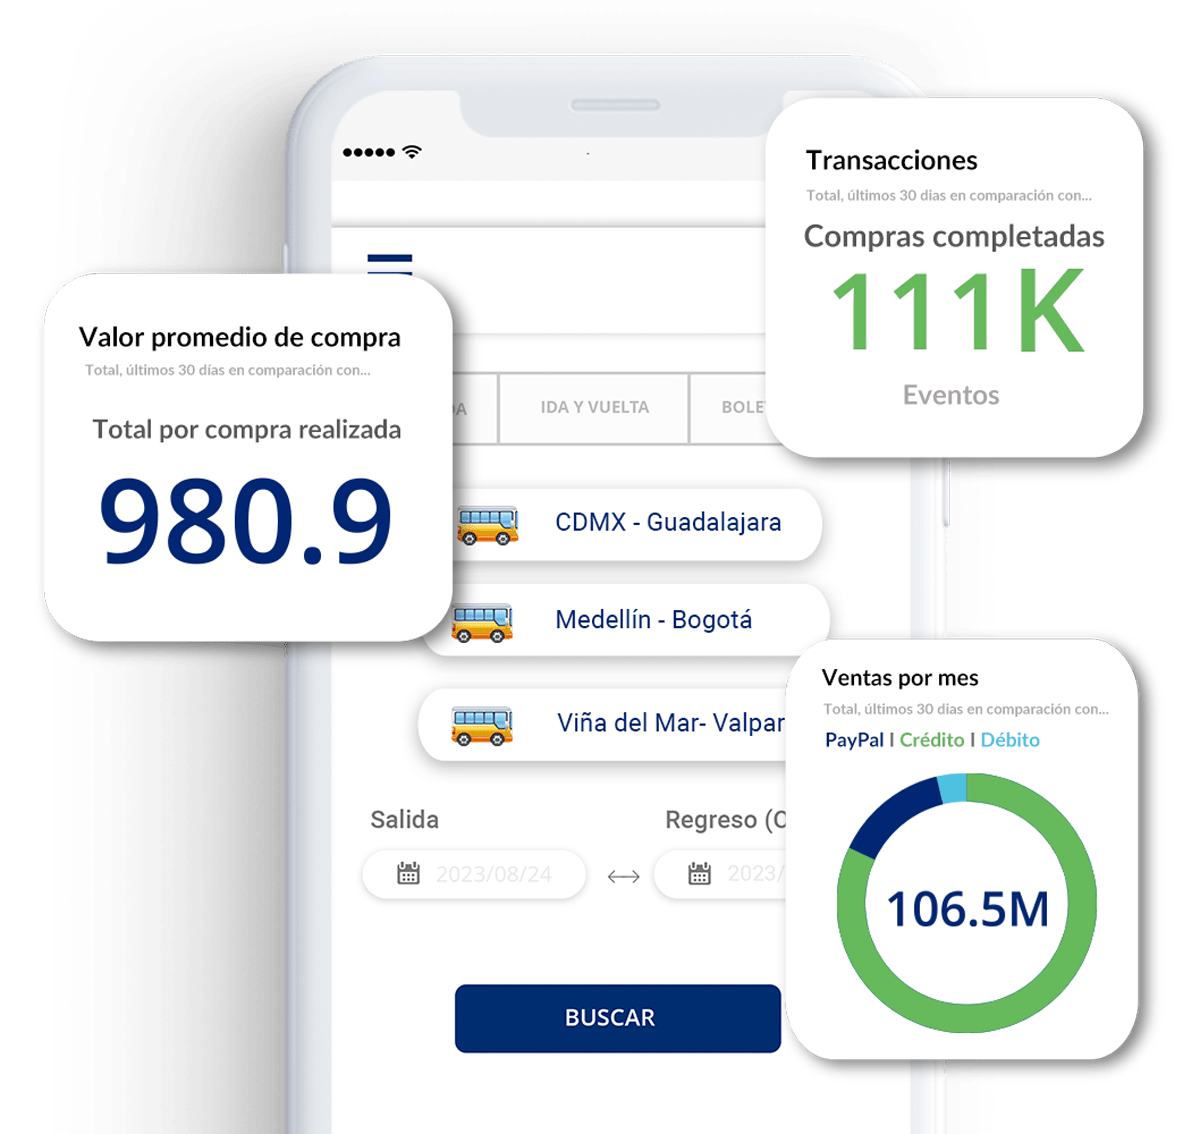 Transacciones
Total, últimos 30 dias en comparación con...
Compras completadas
111K
Eventos
Valor promedio de compra
Total, últimos 30 días en comparación con...
Total por compra realizada
980.9
IDA Y VUELTA
CDMX - Guadalajara
Medellín - Bogotá
Viña del Mar- Valpar
Salida
Regreso (O
2023/08/24
2023/
BUSCAR
Ventas por mes
Total, últimos 30 dias en comparación con...
PayPal | Crédito | Débito
106.5M